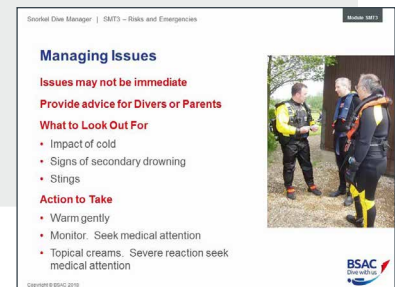 Snorkel Dive Manager | SMT3 – Risks and Emergencies
Module SMT3
Managing Issues
Issues may not be immediate
Provide advice for Divers or Parents
What to Look Out For
• Impact of cold
• Signs of secondary drowning
• Stings
Action to Take
• Warm gently
• Monitor. Seek medical attention
• Topical creams. Severe reaction seek
medical attention
BSAC
Dive with us
Copyright © BSAC 2019